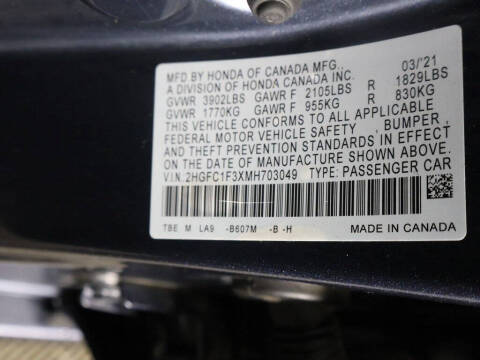 MFD BY HONDA OF CANADA MFG., 03/'21
A DIVISION OF HONDA CANADA INC.
GVWR 3902LBS GAWR F 2105LBS R 1829LBS
GVWR 1770KG GAWR F 955KG R 830KG
THIS VEHICLE CONFORMS TO ALL APPLICABLE
FEDERAL MOTOR VEHICLE SAFETY , BUMPER ,
AND THEFT PREVENTION STANDARDS IN EFFECT
ON THE DATE OF MANUFACTURE SHOWN ABOVE.
V.I.N. 2HGFC1F3XMH703049 TYPE: PASSENGER CAR
TBE M LA9 -B607M -B -H
MADE IN CANADA